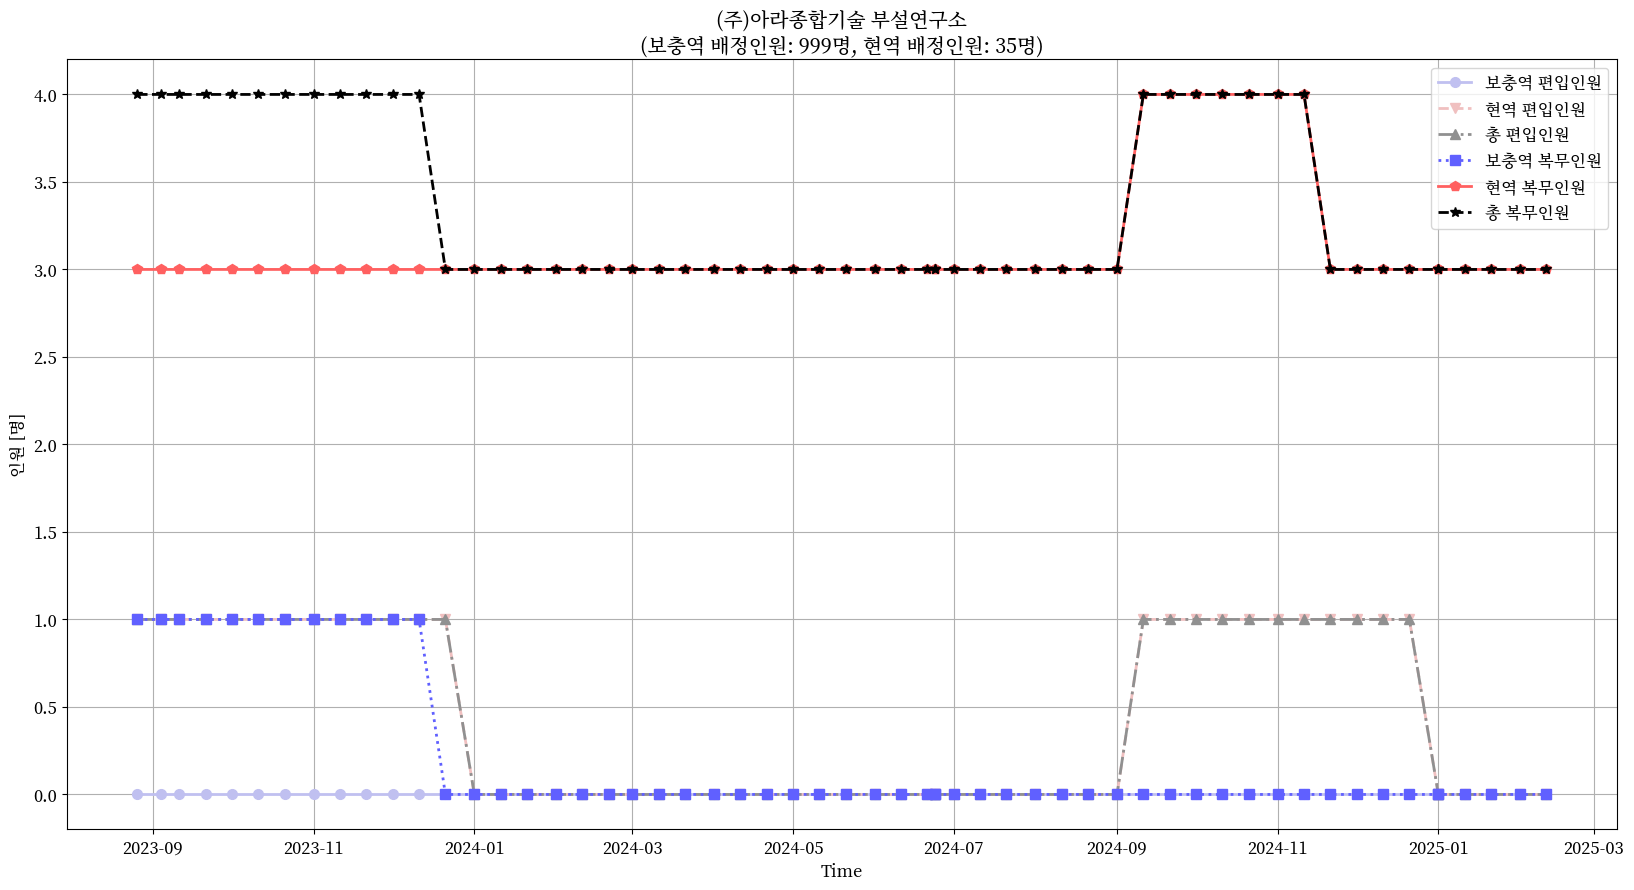 (주)아라종합기술 부설연구소
(보충역 배정인원: 999명, 현역 배정인원: 35명)
보충역 편입인원
현역 편입인원
총 편입인원
보충역 복무인원
현역 복무인원
총 복무인원
4.0
3.5
3.0
2.5
2.0
1.5
1.0
0.5
0.0
인원 [명]
2023-09 2023-11 2024-01 2024-03 2024-05 2024-07 2024-09 2024-11 2025-01 2025-03
Time